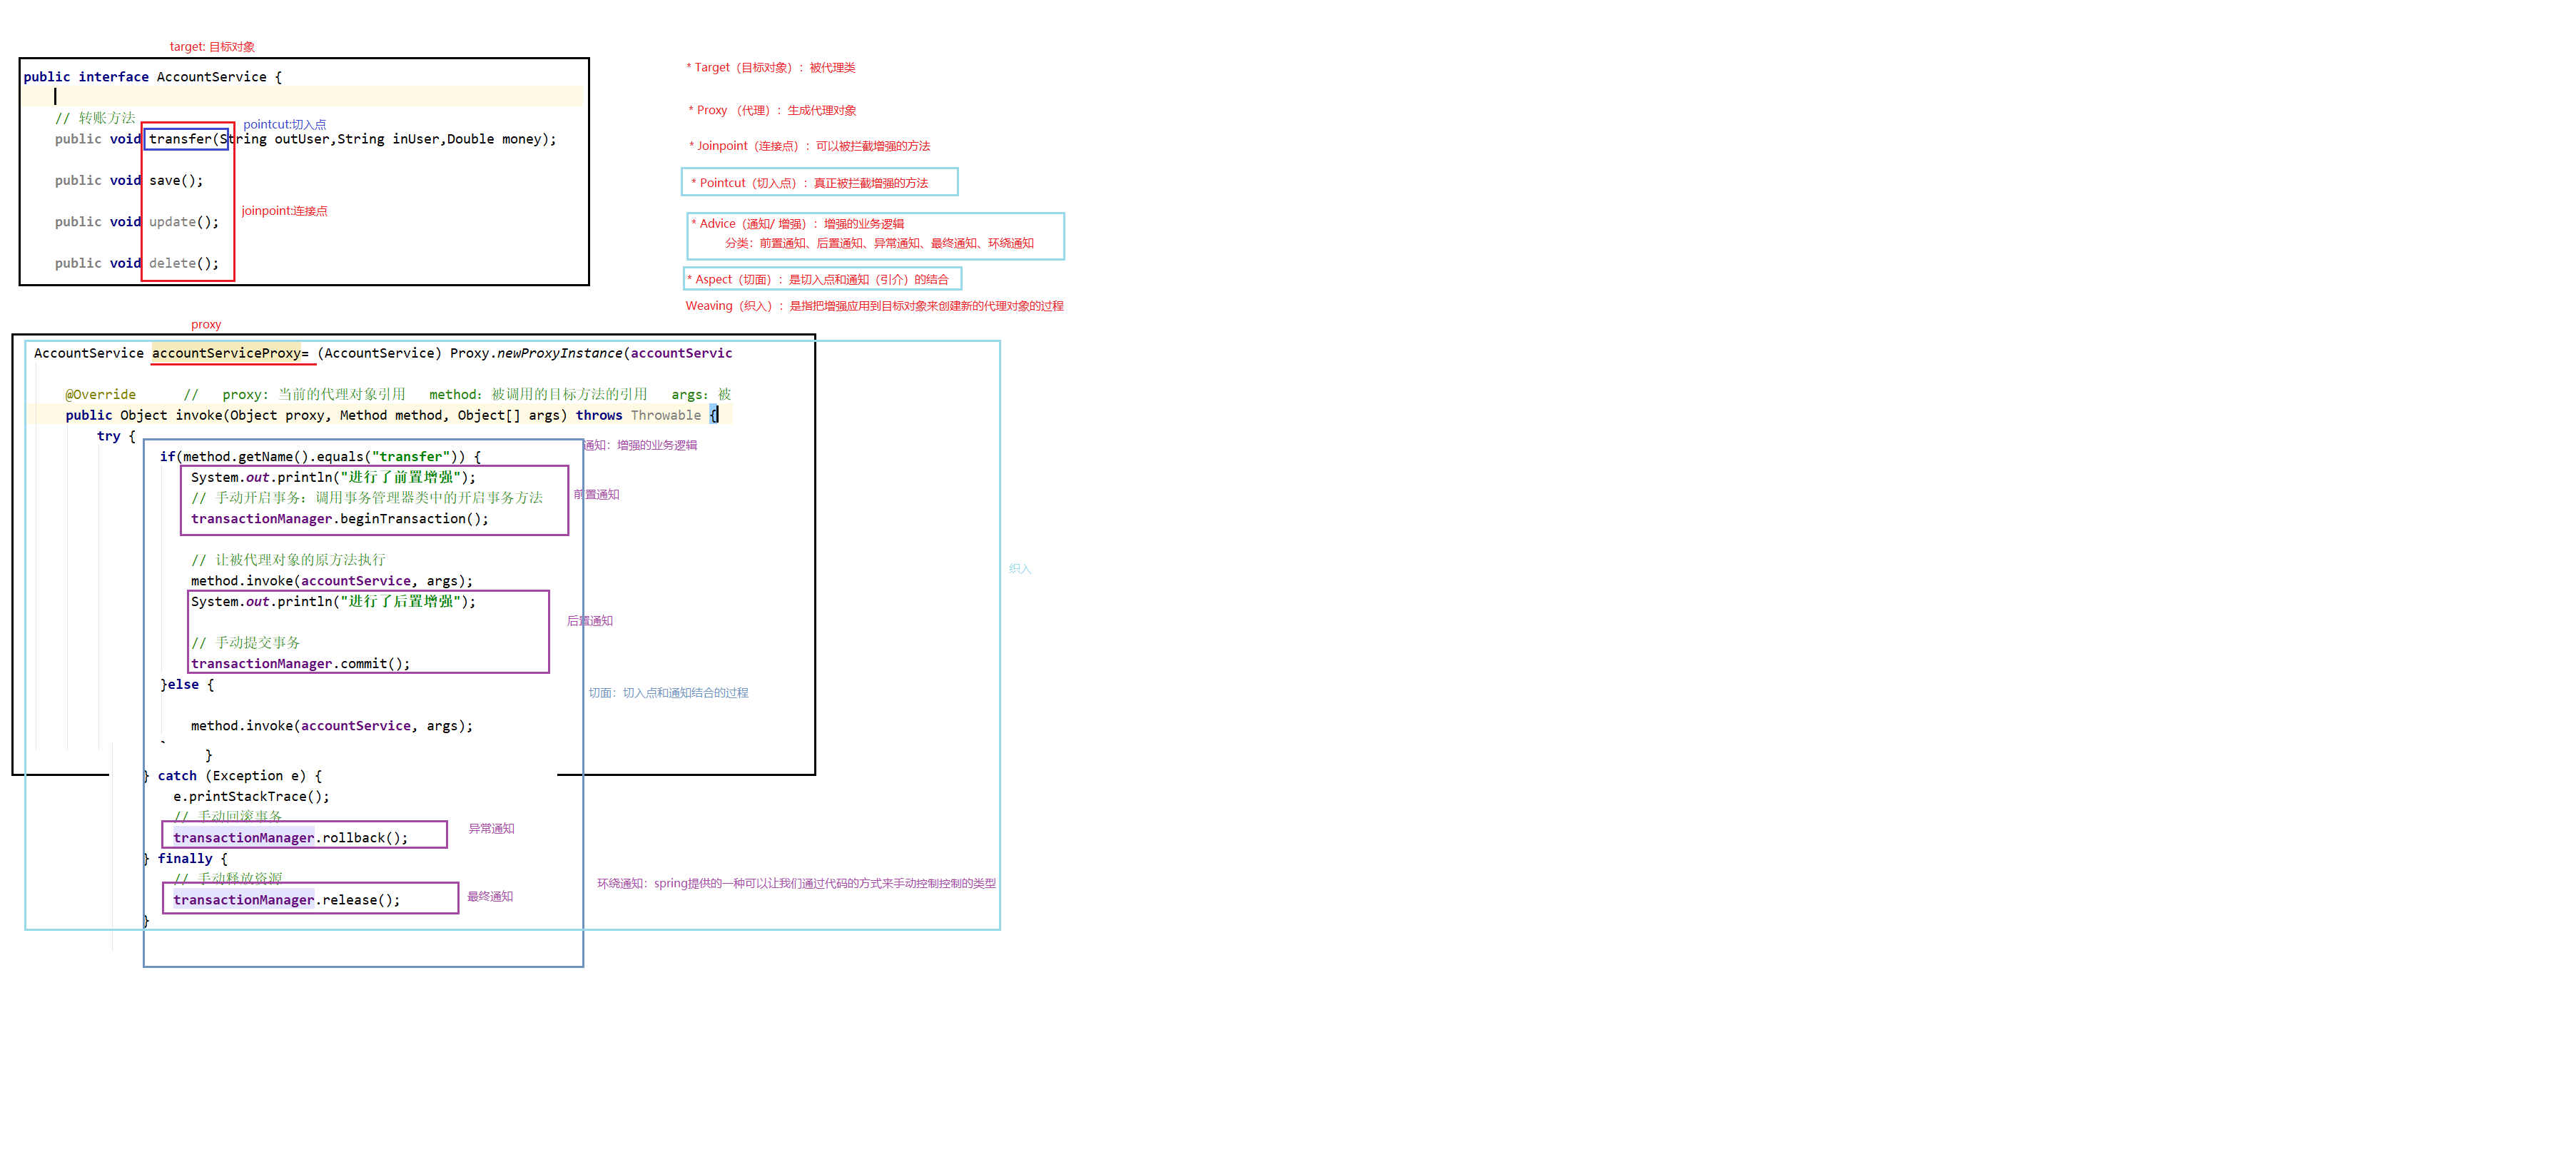 target: 目标对象
public interface AccountService {
// 转账方法
pointcut:切入点
public void transfer(String outUser,String inUser,Double money);
public void save();
joinpoint:连接点
public void update();
public void delete();
* Target（目标对象）：被代理类
* Proxy （代理）：生成代理对象
* Joinpoint（连接点）：可以被拦截增强的方法
* Pointcut（切入点）：真正被拦截增强的方法
* Advice（通知/ 增强）：增强的业务逻辑
分类：前置通知、后置通知、异常通知、最终通知、环绕通知
* Aspect（切面）：是切入点和通知（引介）的结合
Weaving（织入）：是指把增强应用到目标对象来创建新的代理对象的过程
proxy
AccountService accountServiceProxy= (AccountService) Proxy.newProxyInstance(accountServic
@Override // proxy: 当前的代理对象引用 method：被调用的目标方法的引用 args：被
public Object invoke(Object proxy, Method method, Object[] args) throws Throwable {
try {
通知：增强的业务逻辑
if(method.getName().equals("transfer")) {
System.out.println("进行了前置增强");
前置通知
// 手动开启事务：调用事务管理器类中的开启事务方法
transactionManager.beginTransaction();
// 让被代理对象的原方法执行
method.invoke(accountService, args);
织入
System.out.println("进行了后置增强");
后置通知
// 手动提交事务
transactionManager.commit();
}else {
切面：切入点和通知结合的过程
method.invoke(accountService, args);
}
} catch (Exception e) {
e.printStackTrace();
// 手动回滚事务
transactionManager.rollback();
异常通知
} finally {
// 手动释放资源
transactionManager.release();
最终通知
环绕通知：spring提供的一种可以让我们通过代码的方式来手动控制控制的类型
}